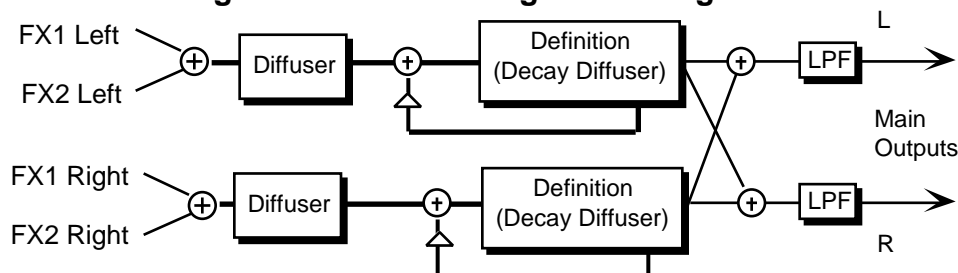 FX1 Left
FX2 Left
Diffuser
Definition
(Decay Diffuser)
LPF
L
Main
Outputs
FX1 Right
FX2 Right
Diffuser
Definition
(Decay Diffuser)
LPF
R